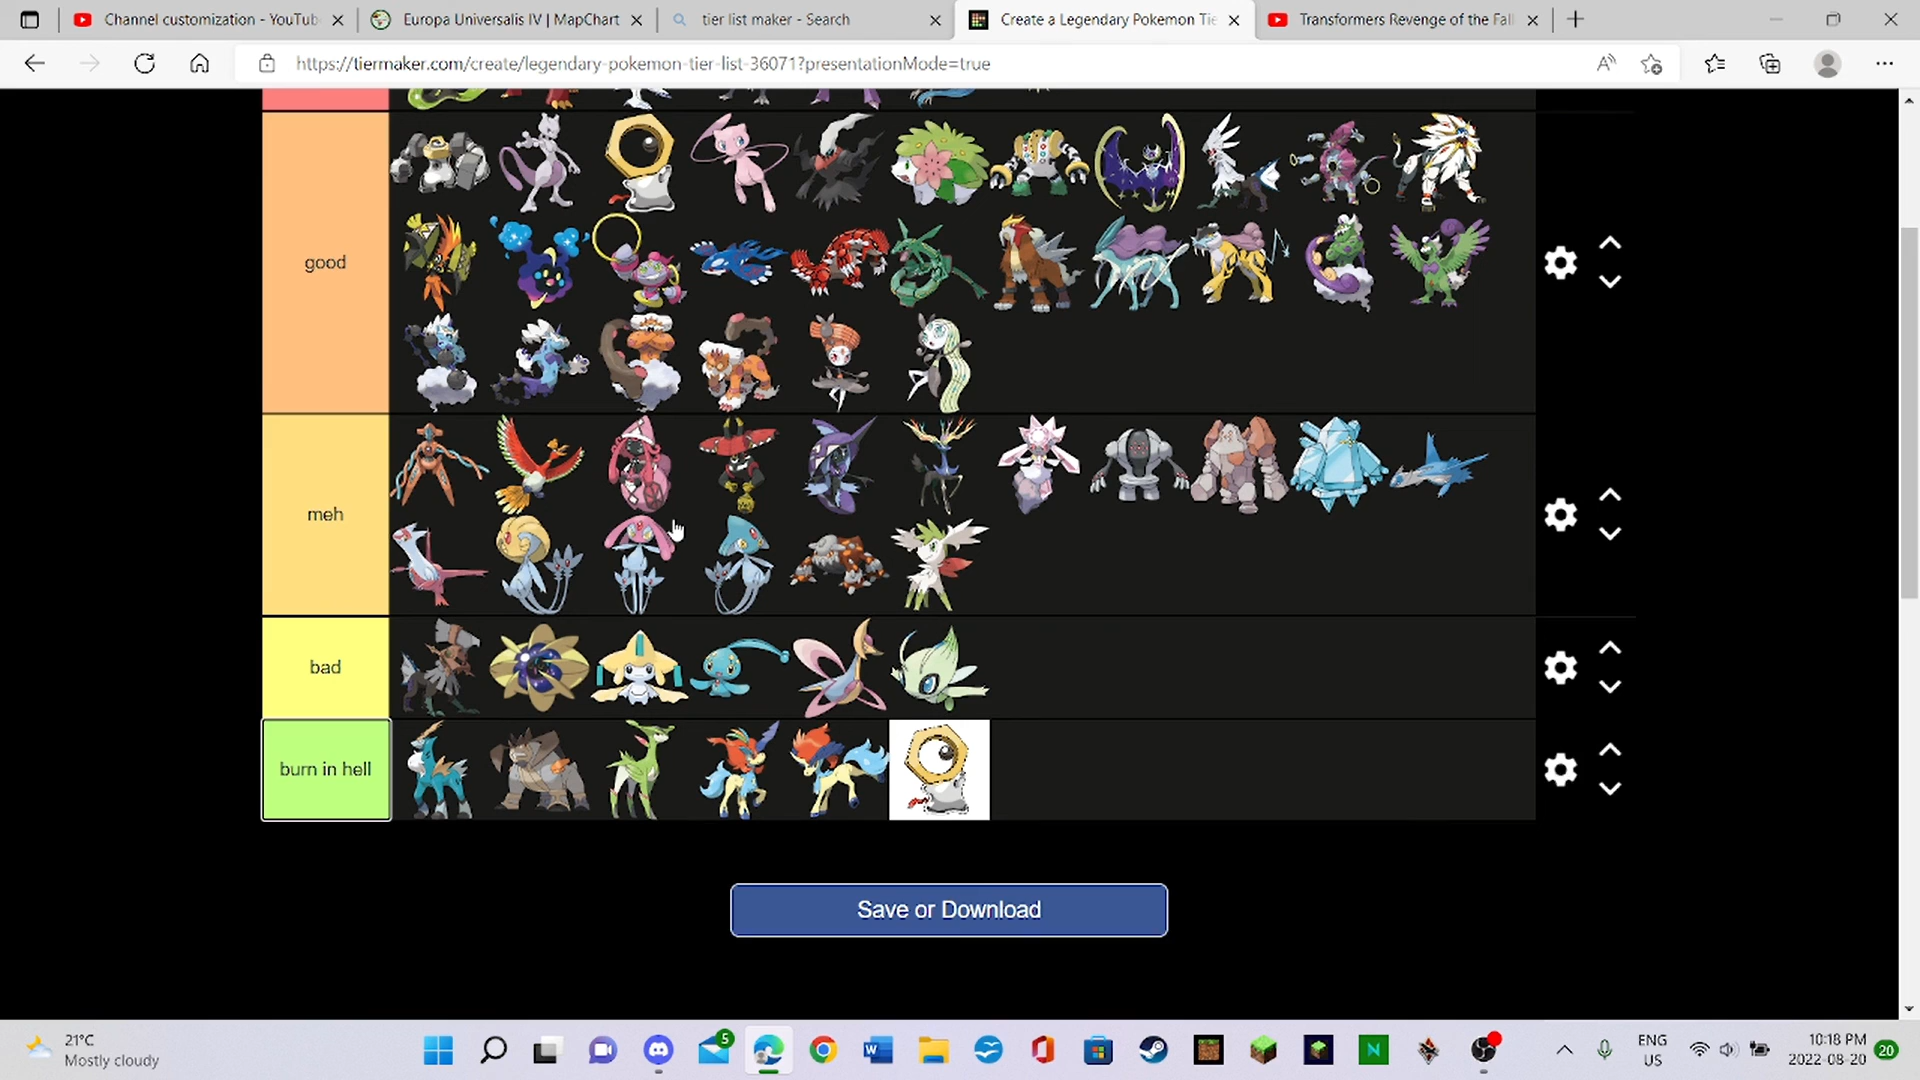 Channel customization - YouTub
Europa Universalis IV | MapChart
tier list maker - Search
Create a Legendary Pokemon Tie
Transformers Revenge of the Fall
https://tiermaker.com/create/legendary-pokemon-tier-list-36071?presentationMode=true
good
meh
bad
burn in hell
Save or Download
21°C
Mostly cloudy
5
W
N
ENG
US
10:18 PM
2022-08-20
20